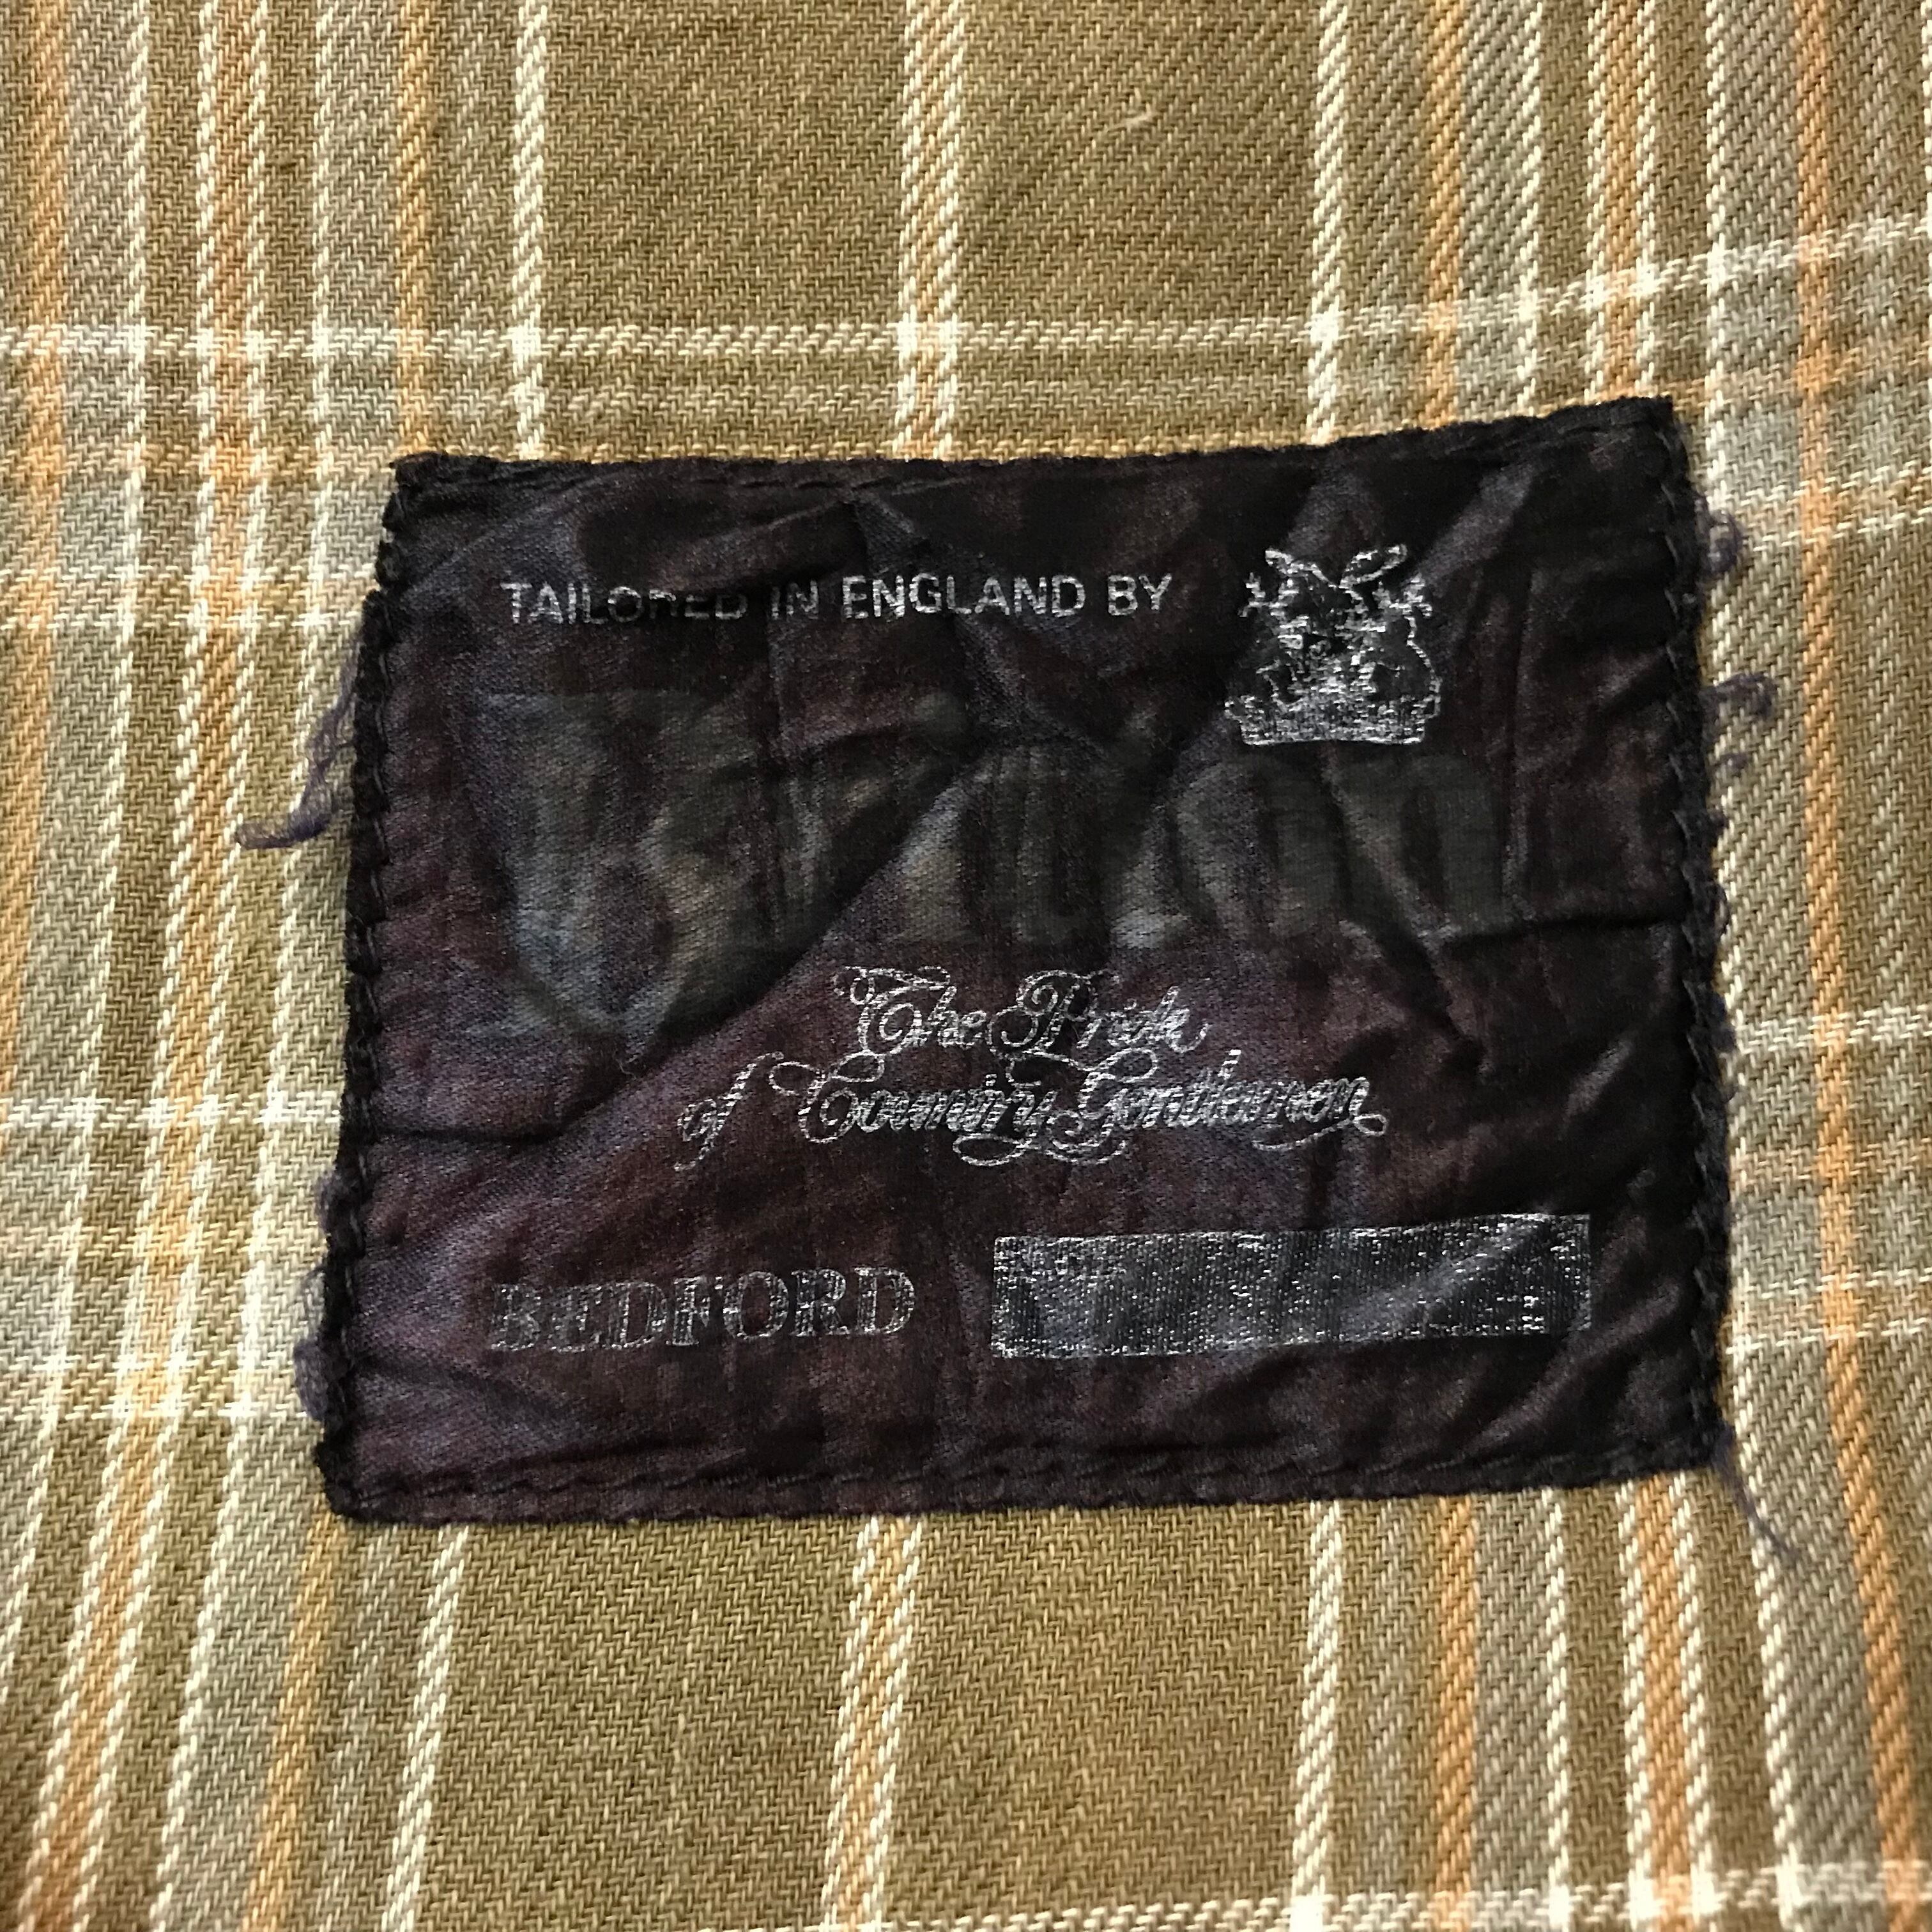 TAILORED IN ENGLAND BY
The Pride
of Country Gentlemen
BEDFORD